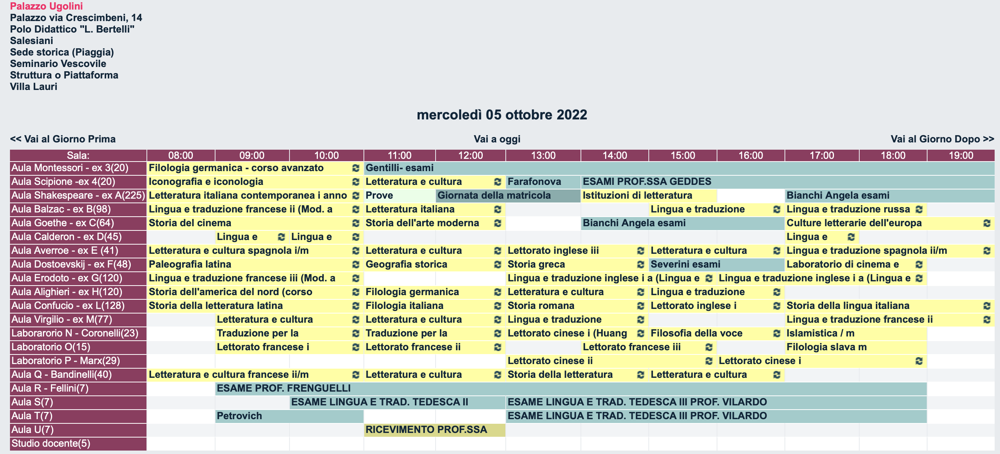 Palazzo Ugolini
Palazzo via Crescimbeni, 14
Polo Didattico "L. Bertelli"
Salesiani
Sede storica (Piaggia)
Seminario Vescovile
Struttura o Piattaforma
Villa Lauri
mercoledì 05 ottobre 2022
<< Vai al Giorno Prima Vai a oggi Vai al Giorno Dopo >>
Sala: 08:00 09:00 10:00 11:00 12:00 13:00 14:00 15:00 16:00 17:00 18:00 19:00
Aula Montessori - ex 3(20) Filologia germanica - corso avanzato Gentilli- esami
Aula Scipione -ex 4(20) Iconografia e iconologia Letteratura e cultura Farafonova ESAMI PROF.SSA GEDDES
Aula Shakespeare - ex A(225) Letteratura italiana contemporanea i anno Prove Giornata della matricola Istituzioni di letteratura Bianchi Angela esami
Aula Balzac - ex B(98) Lingua e traduzione francese ii (Mod. a Letteratura italiana Lingua e traduzione Lingua e traduzione russa
Aula Goethe - ex C(64) Storia del cinema Storia dell'arte moderna Bianchi Angela esami Culture letterarie dell'europa
Aula Calderon - ex D(45) Lingua e Lingua e Lingua e
Aula Averroe - ex E (41) Letteratura e cultura spagnola i/m Letteratura e cultura Lettorato inglese iii Letteratura e cultura Lingua e traduzione spagnola ii/m
Aula Dostoevskij - ex F(48) Paleografia latina Geografia storica Storia greca Severini esami Laboratorio di cinema e
Aula Erodoto - ex G(120) Lingua e traduzione francese iii (Mod. a Lingua e traduzione inglese i a (Lingua e Lingua e traduzione inglese i a (Lingua e
Aula Alighieri - ex H(120) Storia dell'america del nord (corso Filologia germanica Letteratura e cultura Lingua e traduzione
Aula Confucio - ex L(128) Storia della letteratura latina Filologia italiana Storia romana Lettorato inglese i Storia della lingua italiana
Aula Virgilio - ex M(77) Letteratura e cultura Letteratura e cultura Lingua e traduzione Lingua e traduzione francese ii
Laborarorio N - Coronelli(23) Traduzione per la Traduzione per la Lettorato cinese i (Huang Filosofia della voce Islamistica / m
Laboratorio O(15) Lettorato francese i Lettorato francese ii Lettorato francese iii Filologia slava m
Laboratorio P - Marx(29) Lettorato cinese ii Lettorato cinese i
Aula Q - Bandinelli(40) Letteratura e cultura francese ii/m Letteratura e cultura Storia della letteratura Letteratura e cultura
Aula R - Fellini(7) ESAME PROF. FRENGUELLI
Aula S(7) ESAME LINGUA E TRAD. TEDESCA II ESAME LINGUA E TRAD. TEDESCA III PROF. VILARDO
Aula T(7) Petrovich ESAME LINGUA E TRAD. TEDESCA III PROF. VILARDO
Aula U(7) RICEVIMENTO PROF.SSA
Studio docente(5)